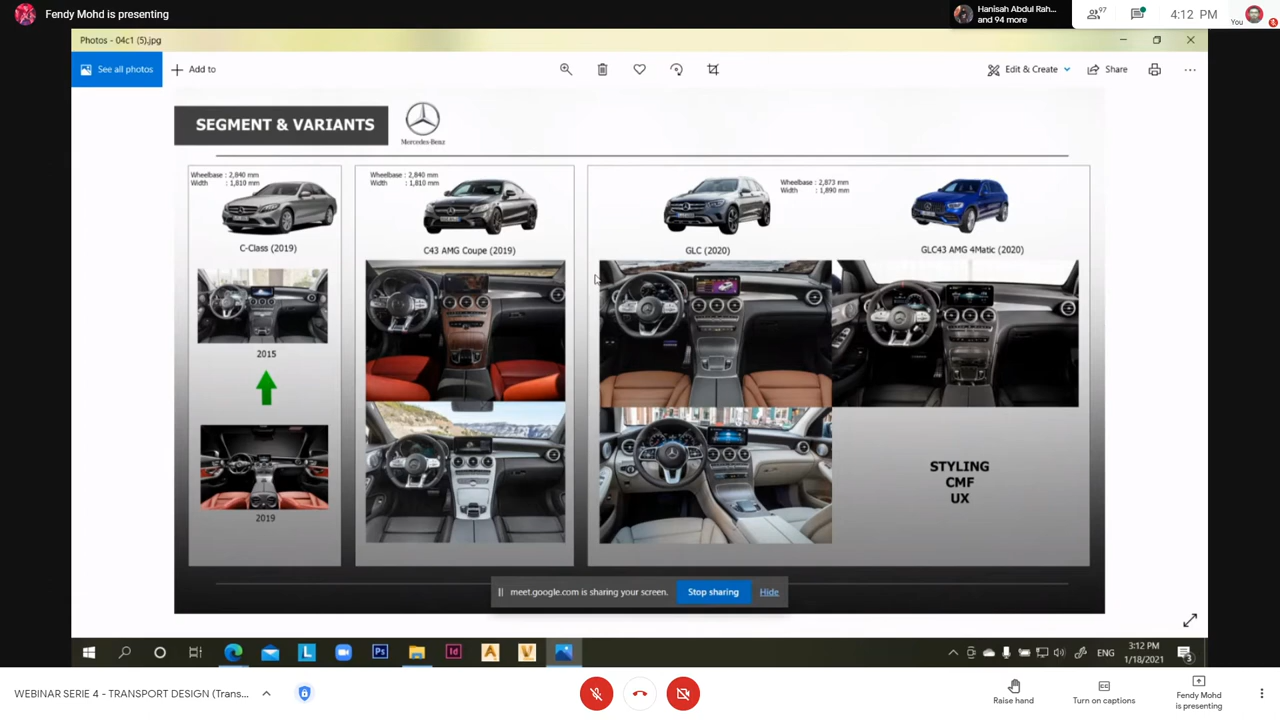 Fendy Mohd is presenting
Hanisah Abdul Rah...
and 94 more
97
4:12 PM
You
Photos - 04c1 (5).jpg
See all photos
Add to
Edit & Create
Share
SEGMENT & VARIANTS
Mercedes-Benz
Wheelbase : 2,840 mm
Width : 1,810 mm
C-Class (2019)
2015
2019
Wheelbase : 2,840 mm
Width : 1,810 mm
C43 AMG Coupe (2019)
Wheelbase : 2,873 mm
Width : 1,890 mm
GLC (2020)
GLC43 AMG 4Matic (2020)
STYLING
CMF
UX
meet.google.com is sharing your screen.
Stop sharing
Hide
L
Ps
Id
A
V
ENG
3:12 PM
1/18/2021
3
WEBINAR SERIE 4 - TRANSPORT DESIGN (Trans...
Raise hand
Turn on captions
Fendy Mohd
is presenting